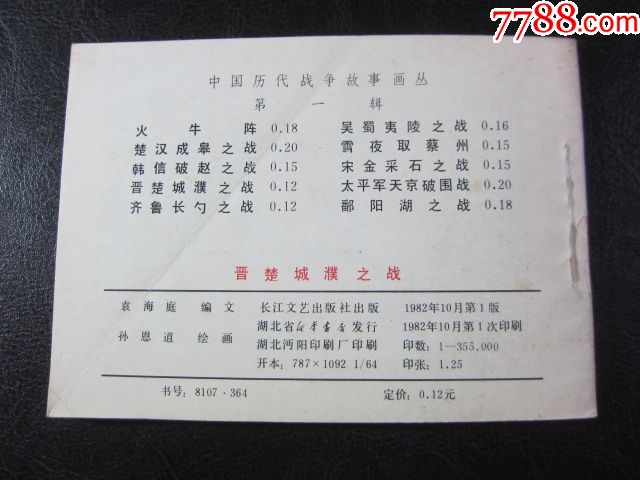 7788.com
中国历代战争故事画丛
第一辑
火牛阵 0.18 吴蜀夷陵之战 0.16
楚汉成皋之战 0.20 雪夜取蔡州 0.15
韩信破赵之战 0.15 宋金采石之战 0.15
晋楚城濮之战 0.12 太平军天京破围战 0.20
齐鲁长勺之战 0.12 鄱阳湖之战 0.18
晋楚城濮之战
袁海庭 编文 长江文艺出版社出版 1982年10月第1版
孙恩道 绘画 湖北省新华书店发行 1982年10月第1次印刷
湖北沔阳印刷厂印刷 印数：1—355,000
开本：787×1092 1/64 印张：1.25
书号：8107·364 定价：0.12元